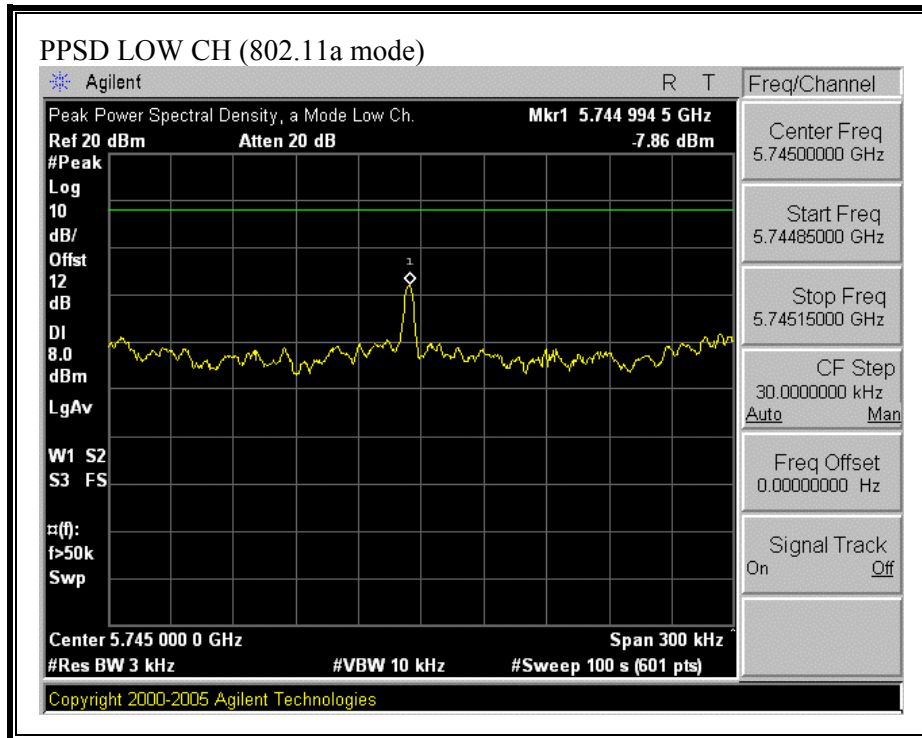 PPSD LOW CH (802.11a mode)
Agilent R T
Freq/Channel
Peak Power Spectral Density, a Mode Low Ch. Mkr1 5.744 994 5 GHz
Ref 20 dBm Atten 20 dB -7.86 dBm
#Peak
Log
10
dB/
Offst
12
dB
DI
8.0
dBm
LgAv
W1 S2
S3 FS
¤(f):
f>50k
Swp
1
Center 5.745 000 0 GHz Span 300 kHz
#Res BW 3 kHz #VBW 10 kHz #Sweep 100 s (601 pts)
Copyright 2000-2005 Agilent Technologies
Center Freq
5.74500000 GHz
Start Freq
5.74485000 GHz
Stop Freq
5.74515000 GHz
CF Step
30.0000000 kHz
Auto Man
Freq Offset
0.00000000 Hz
Signal Track
On Off